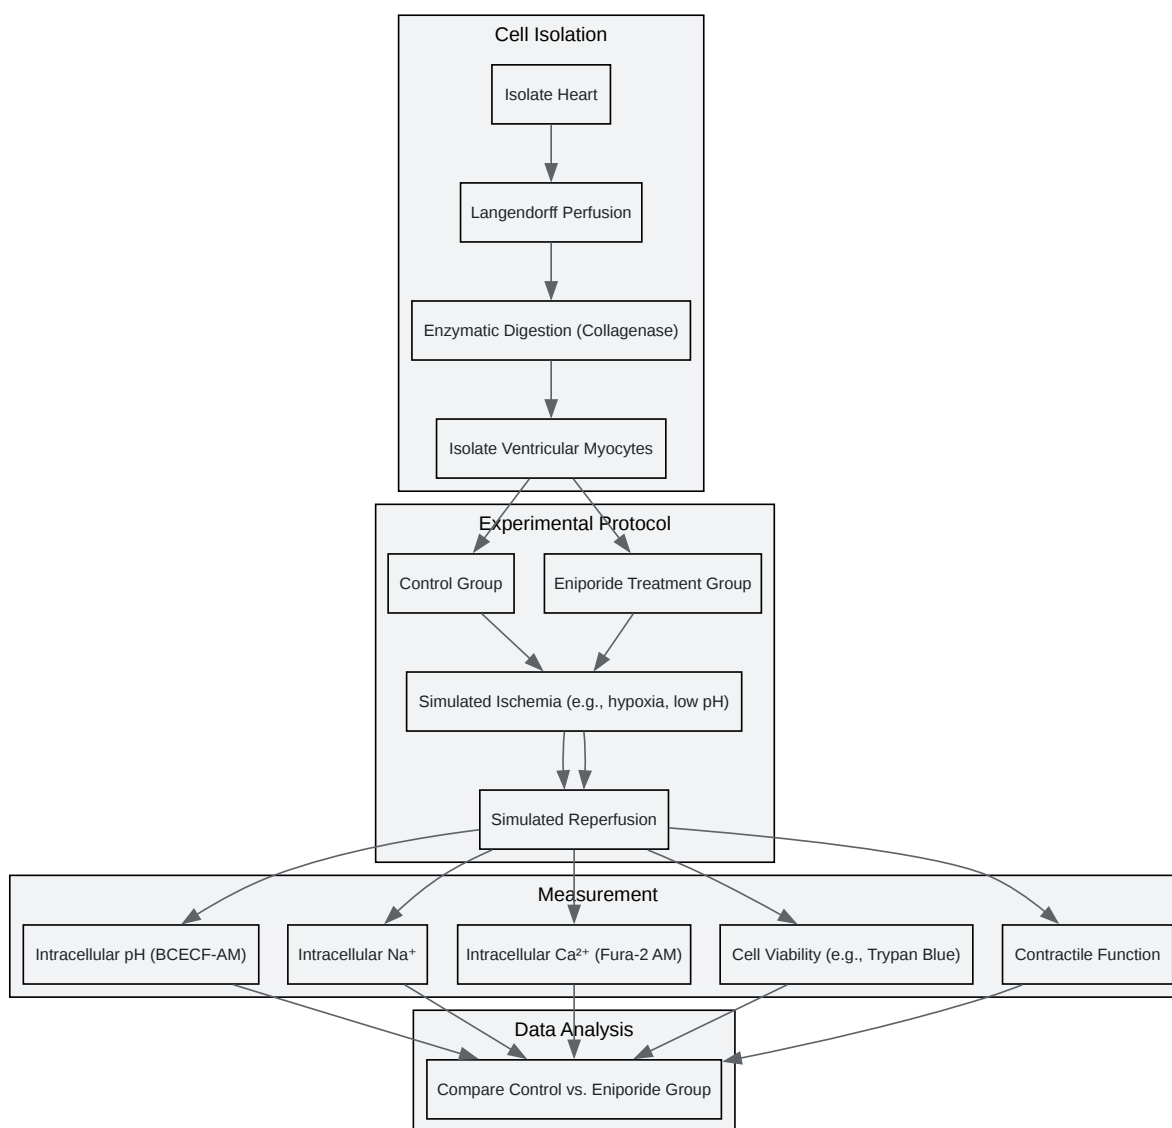 Cell Isolation
Isolate Heart
Langendorff Perfusion
Enzymatic Digestion (Collagenase)
Isolate Ventricular Myocytes
Experimental Protocol
Control Group
Eniporide Treatment Group
Simulated Ischemia (e.g., hypoxia, low pH)
Simulated Reperfusion
Measurement
Intracellular pH (BCECF-AM)
Intracellular Na⁺
Intracellular Ca²⁺ (Fura-2 AM)
Cell Viability (e.g., Trypan Blue)
Contractile Function
Data Analysis
Compare Control vs. Eniporide Group